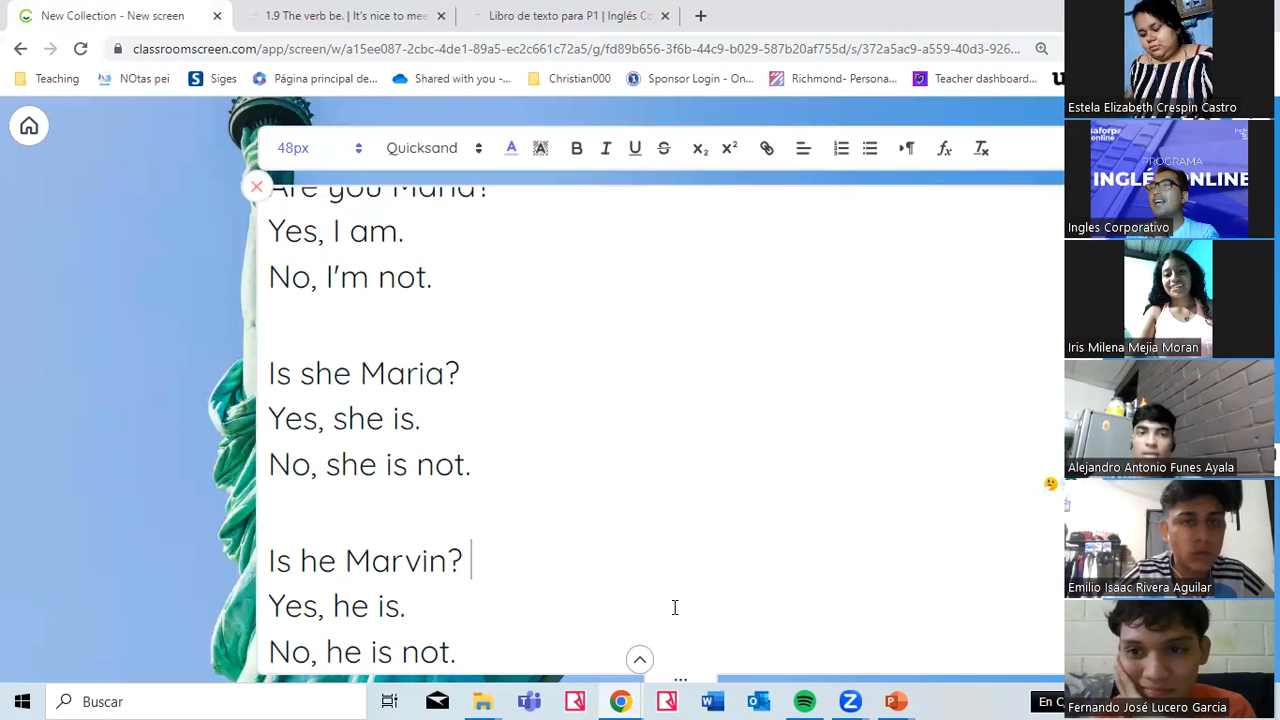 New Collection - New screen
1.9 The verb be. | It's nice to mee
Libro de texto para P1 | Inglés Co
classroomscreen.com/app/screen/w/a15ee087-2cbc-4de1-89a5-ec2c661c72a5/g/fd89b656-3f6b-44c9-b029-587b20af755d/s/372a5ac9-a559-40d3-926...
Teaching
NOtas pei
Siges
Página principal de...
Shared with you -...
Christian000
Sponsor Login - On...
Richmond- Persona...
Teacher dashboard...
48px
Quicksand
Are you Maria?
Yes, I am.
No, I'm not.
Is she Maria?
Yes, she is.
No, she is not.
Is he Marvin?
Yes, he is.
No, he is not.
Estela Elizabeth Crespin Castro
PROGRAMA
Ingles Corporativo
Iris Milena Mejia Moran
Alejandro Antonio Funes Ayala
Emilio Isaac Rivera Aguilar
Fernando José Lucero Garcia
Buscar